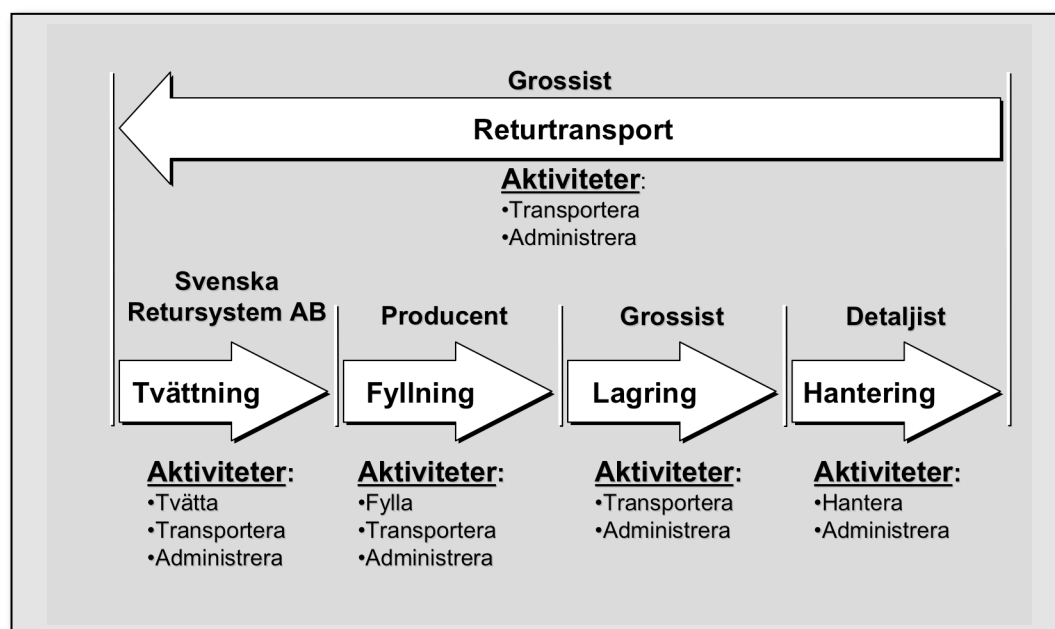 Grossist
Returtransport
Aktiviteter:
•Transportera
•Administrera
Svenska
Retursystem AB
Producent
Grossist
Detaljist
Tvättning
Fyllning
Lagring
Hantering
Aktiviteter:
•Tvätta
•Transportera
•Administrera
Aktiviteter:
•Fylla
•Transportera
•Administrera
Aktiviteter:
•Transportera
•Administrera
Aktiviteter:
•Hantera
•Administrera